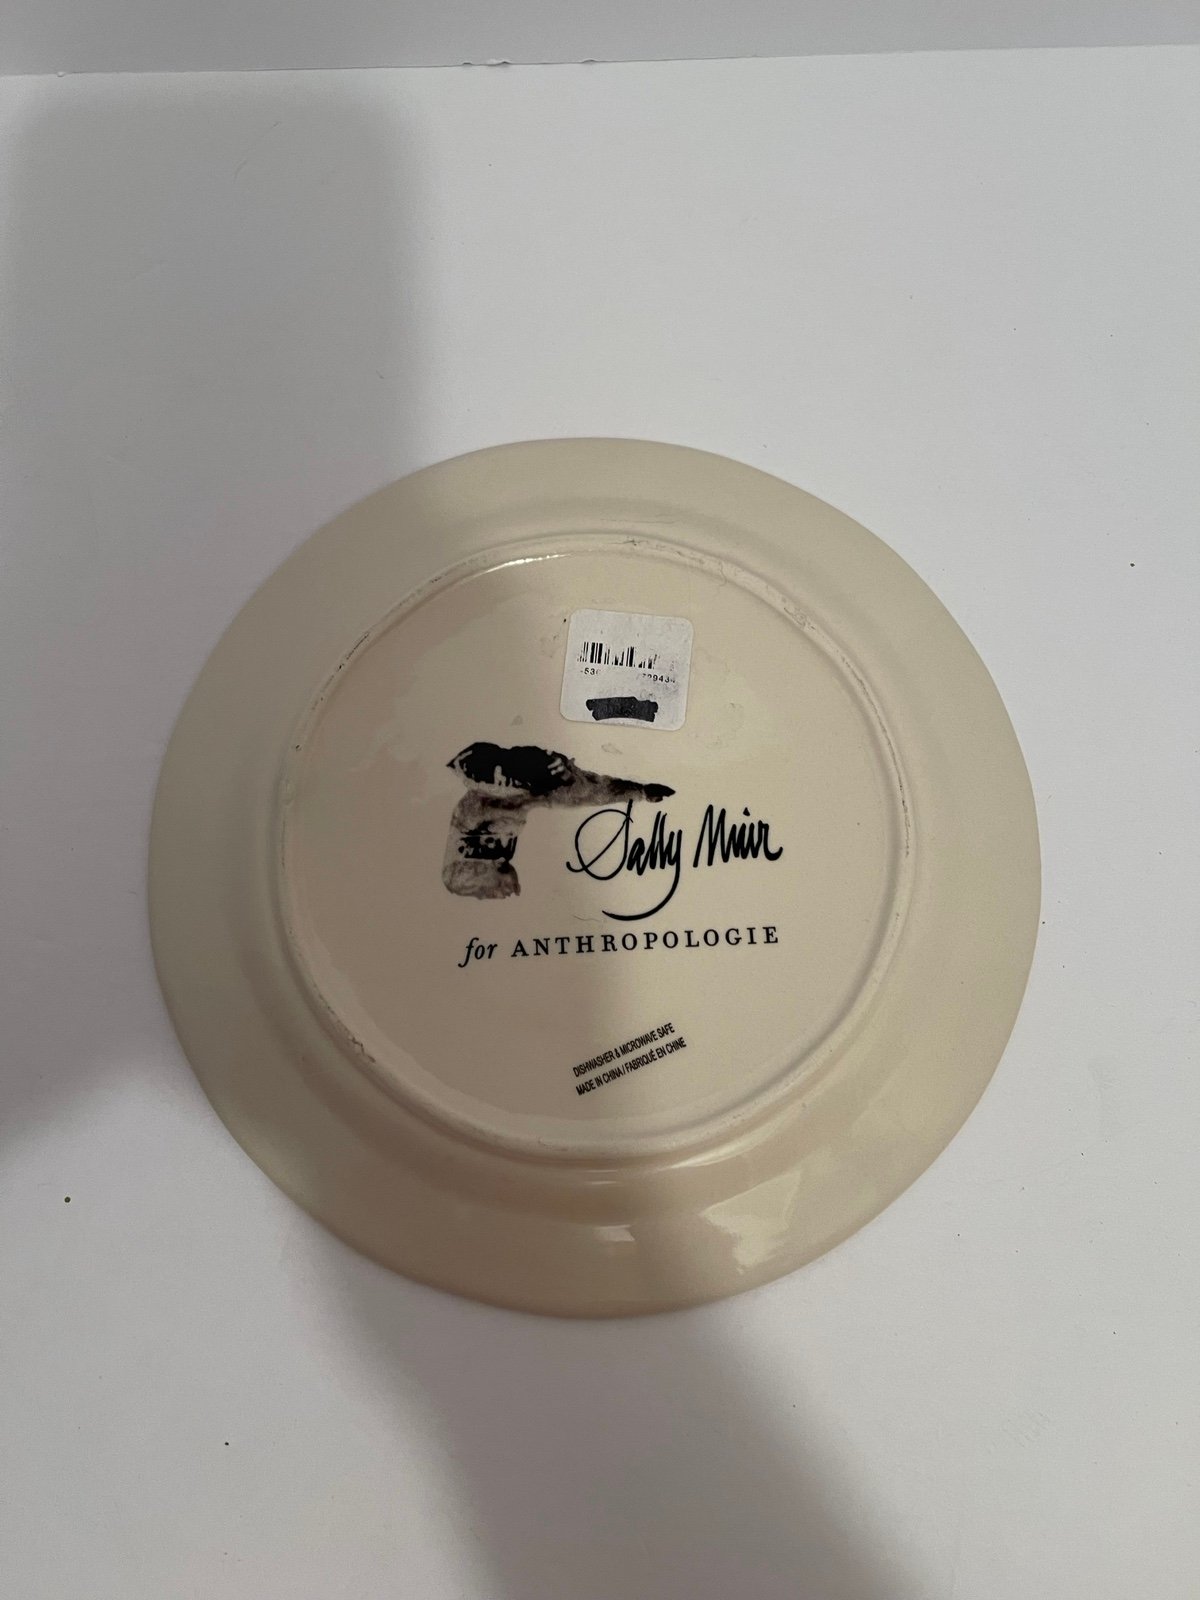 Sally Muir
for ANTHROPOLOGIE
DISHWASHER & MICROWAVE SAFE
MADE IN CHINA / FABRIQUÉ EN CHINE